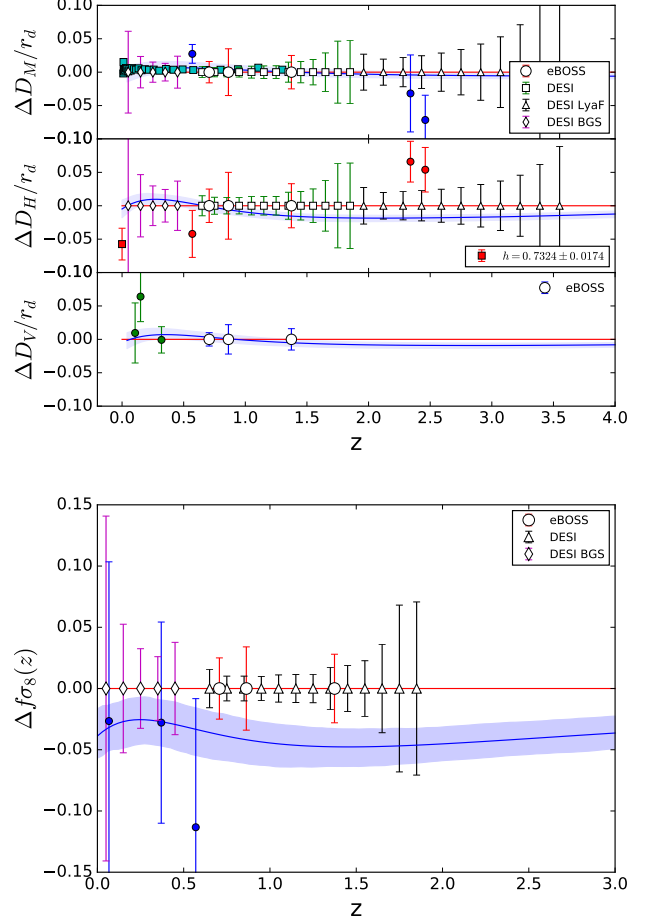 0.10
0.05
0.00
−0.05
−0.10
ΔD_M/r_d
eBOSS
DESI
DESI LyaF
DESI BGS
0.10
0.05
0.00
−0.05
−0.10
ΔD_H/r_d
h = 0.7324 ± 0.0174
0.10
0.05
0.00
−0.05
−0.10
ΔD_V/r_d
eBOSS
0.0 0.5 1.0 1.5 2.0 2.5 3.0 3.5 4.0
z
0.15
0.10
0.05
0.00
−0.05
−0.10
−0.15
Δfσ_8(z)
eBOSS
DESI
DESI BGS
0.0 0.5 1.0 1.5 2.0 2.5 3.0
z